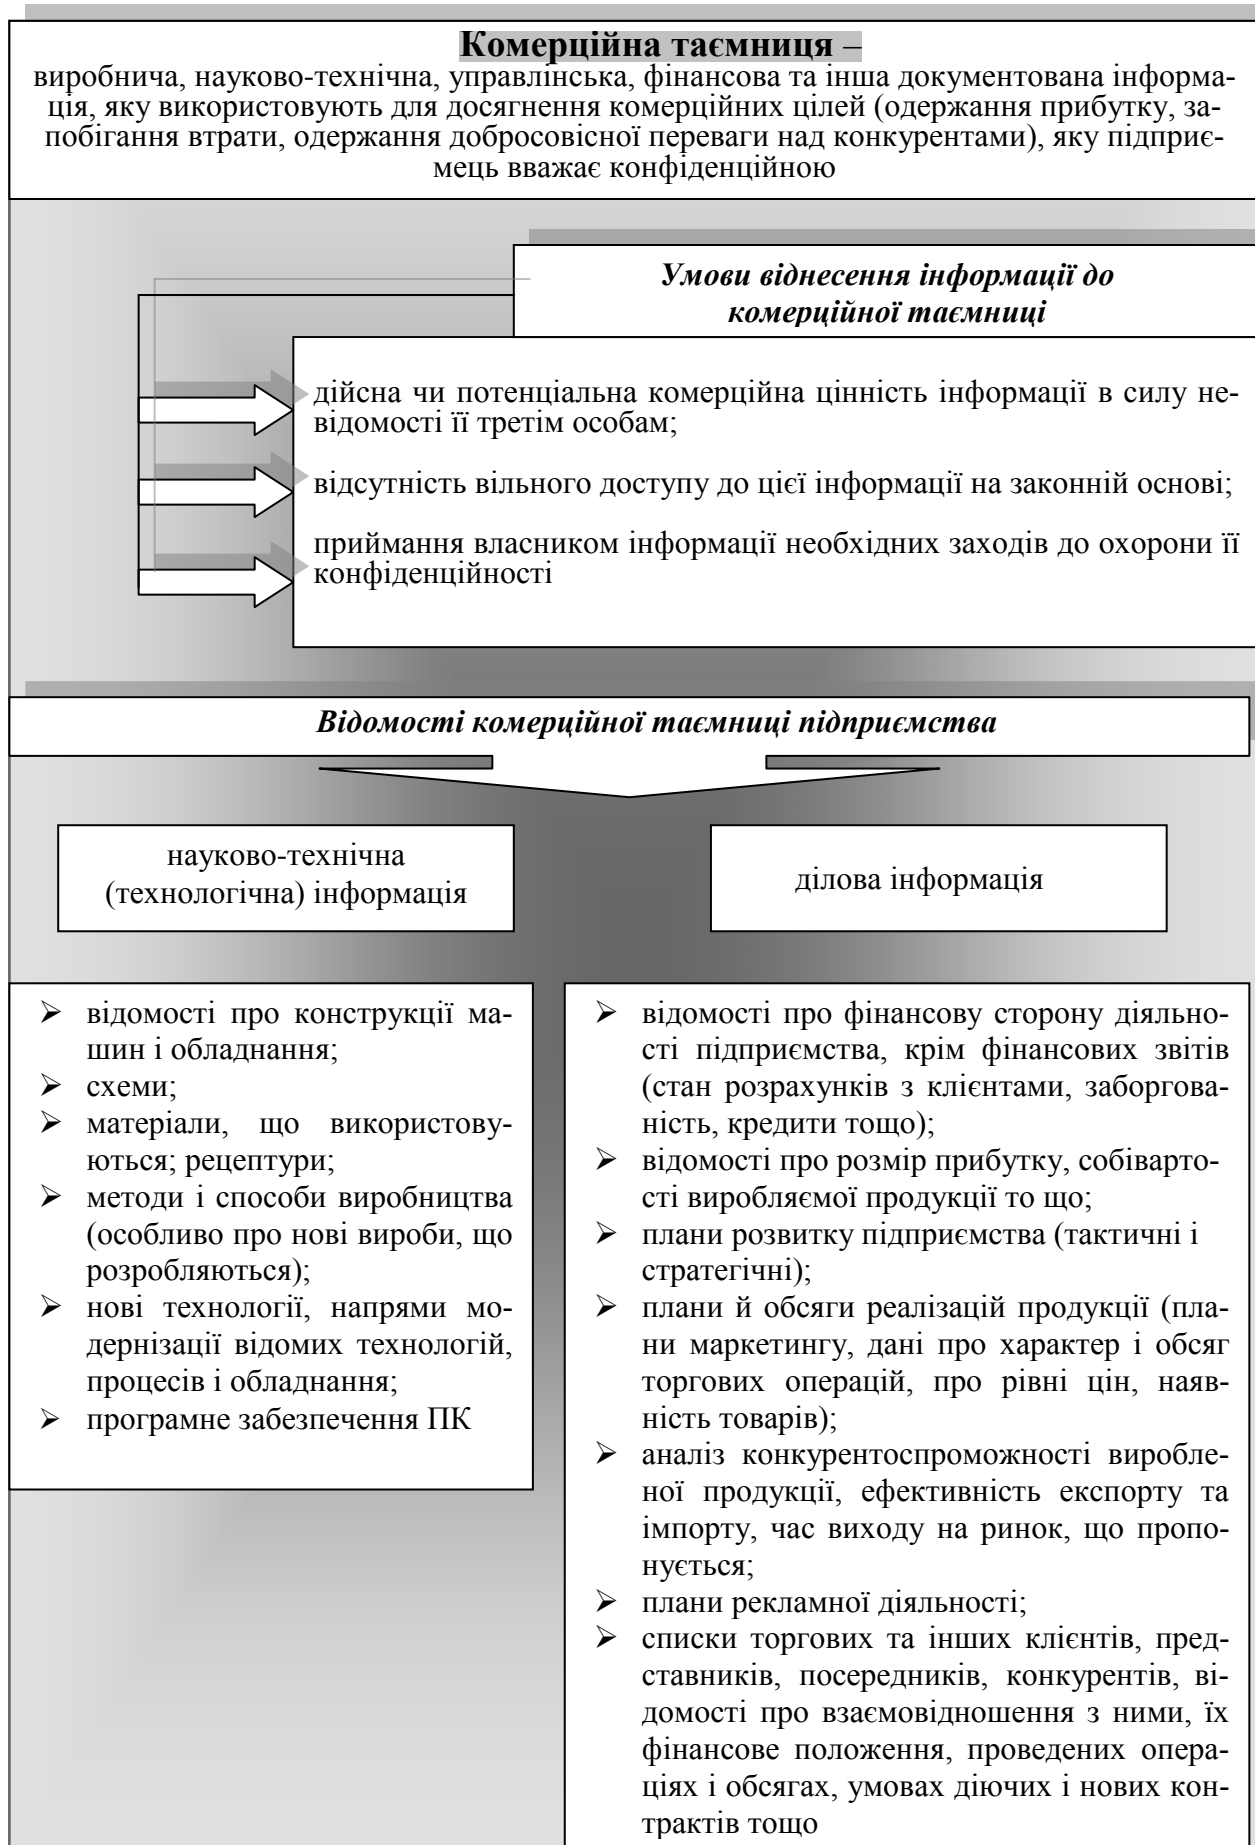 Комерційна таємниця –
виробнича, науково-технічна, управлінська, фінансова та інша документована інформа-
ція, яку використовують для досягнення комерційних цілей (одержання прибутку, за-
побігання втрати, одержання добросовісної переваги над конкурентами), яку підприє-
мець вважає конфіденційною
Умови віднесення інформації до
комерційної таємниці
дійсна чи потенціальна комерційна цінність інформації в силу не-
відомості її третім особам;
відсутність вільного доступу до цієї інформації на законній основі;
приймання власником інформації необхідних заходів до охорони її
конфіденційності
Відомості комерційної таємниці підприємства
науково-технічна
(технологічна) інформація
ділова інформація
➢ відомості про конструкції ма-
шин і обладнання;
➢ схеми;
➢ матеріали, що використову-
ються; рецептури;
➢ методи і способи виробництва
(особливо про нові вироби, що
розробляються);
➢ нові технології, напрями мо-
дернізації відомих технологій,
процесів і обладнання;
➢ програмне забезпечення ПК
➢ відомості про фінансову сторону діяльно-
сті підприємства, крім фінансових звітів
(стан розрахунків з клієнтами, заборгова-
ність, кредити тощо);
➢ відомості про розмір прибутку, собіварто-
сті виробляємої продукції то що;
➢ плани розвитку підприємства (тактичні і
стратегічні);
➢ плани й обсяги реалізацій продукції (пла-
ни маркетингу, дані про характер і обсяг
торгових операцій, про рівні цін, наяв-
ність товарів);
➢ аналіз конкурентоспроможності виробле-
ної продукції, ефективність експорту та
імпорту, час виходу на ринок, що пропо-
нується;
➢ плани рекламної діяльності;
➢ списки торгових та інших клієнтів, пред-
ставників, посередників, конкурентів, ві-
домості про взаємовідношення з ними, їх
фінансове положення, проведених опера-
ціях і обсягах, умовах діючих і нових кон-
трактів тощо